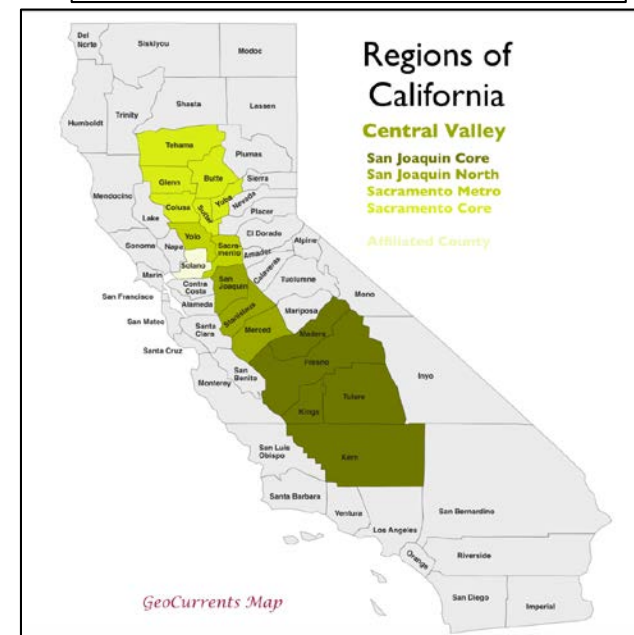 Regions of
California
Central Valley
San Joaquin Core
San Joaquin North
Sacramento Metro
Sacramento Core
Affiliated County
Del
Norte
Siskiyou
Modoc
Humboldt
Trinity
Shasta
Lassen
Tehama
Plumas
Mendocino
Glenn
Butte
Sierra
Lake
Colusa
Sutter
Yuba
Nevada
Placer
Sonoma
Napa
Yolo
Sacra-
mento
El Dorado
Amador
Alpine
Marin
Solano
Contra
Costa
San
Joaquin
Calaveras
Tuolumne
Mono
San Francisco
Alameda
Stanislaus
Mariposa
San Mateo
Santa
Clara
Merced
Madera
Santa Cruz
San
Benito
Fresno
Inyo
Monterey
Kings
Tulare
San Luis
Obispo
Kern
Santa Barbara
Ventura
Los Angeles
San Bernardino
Orange
Riverside
San Diego
Imperial
GeoCurrents Map